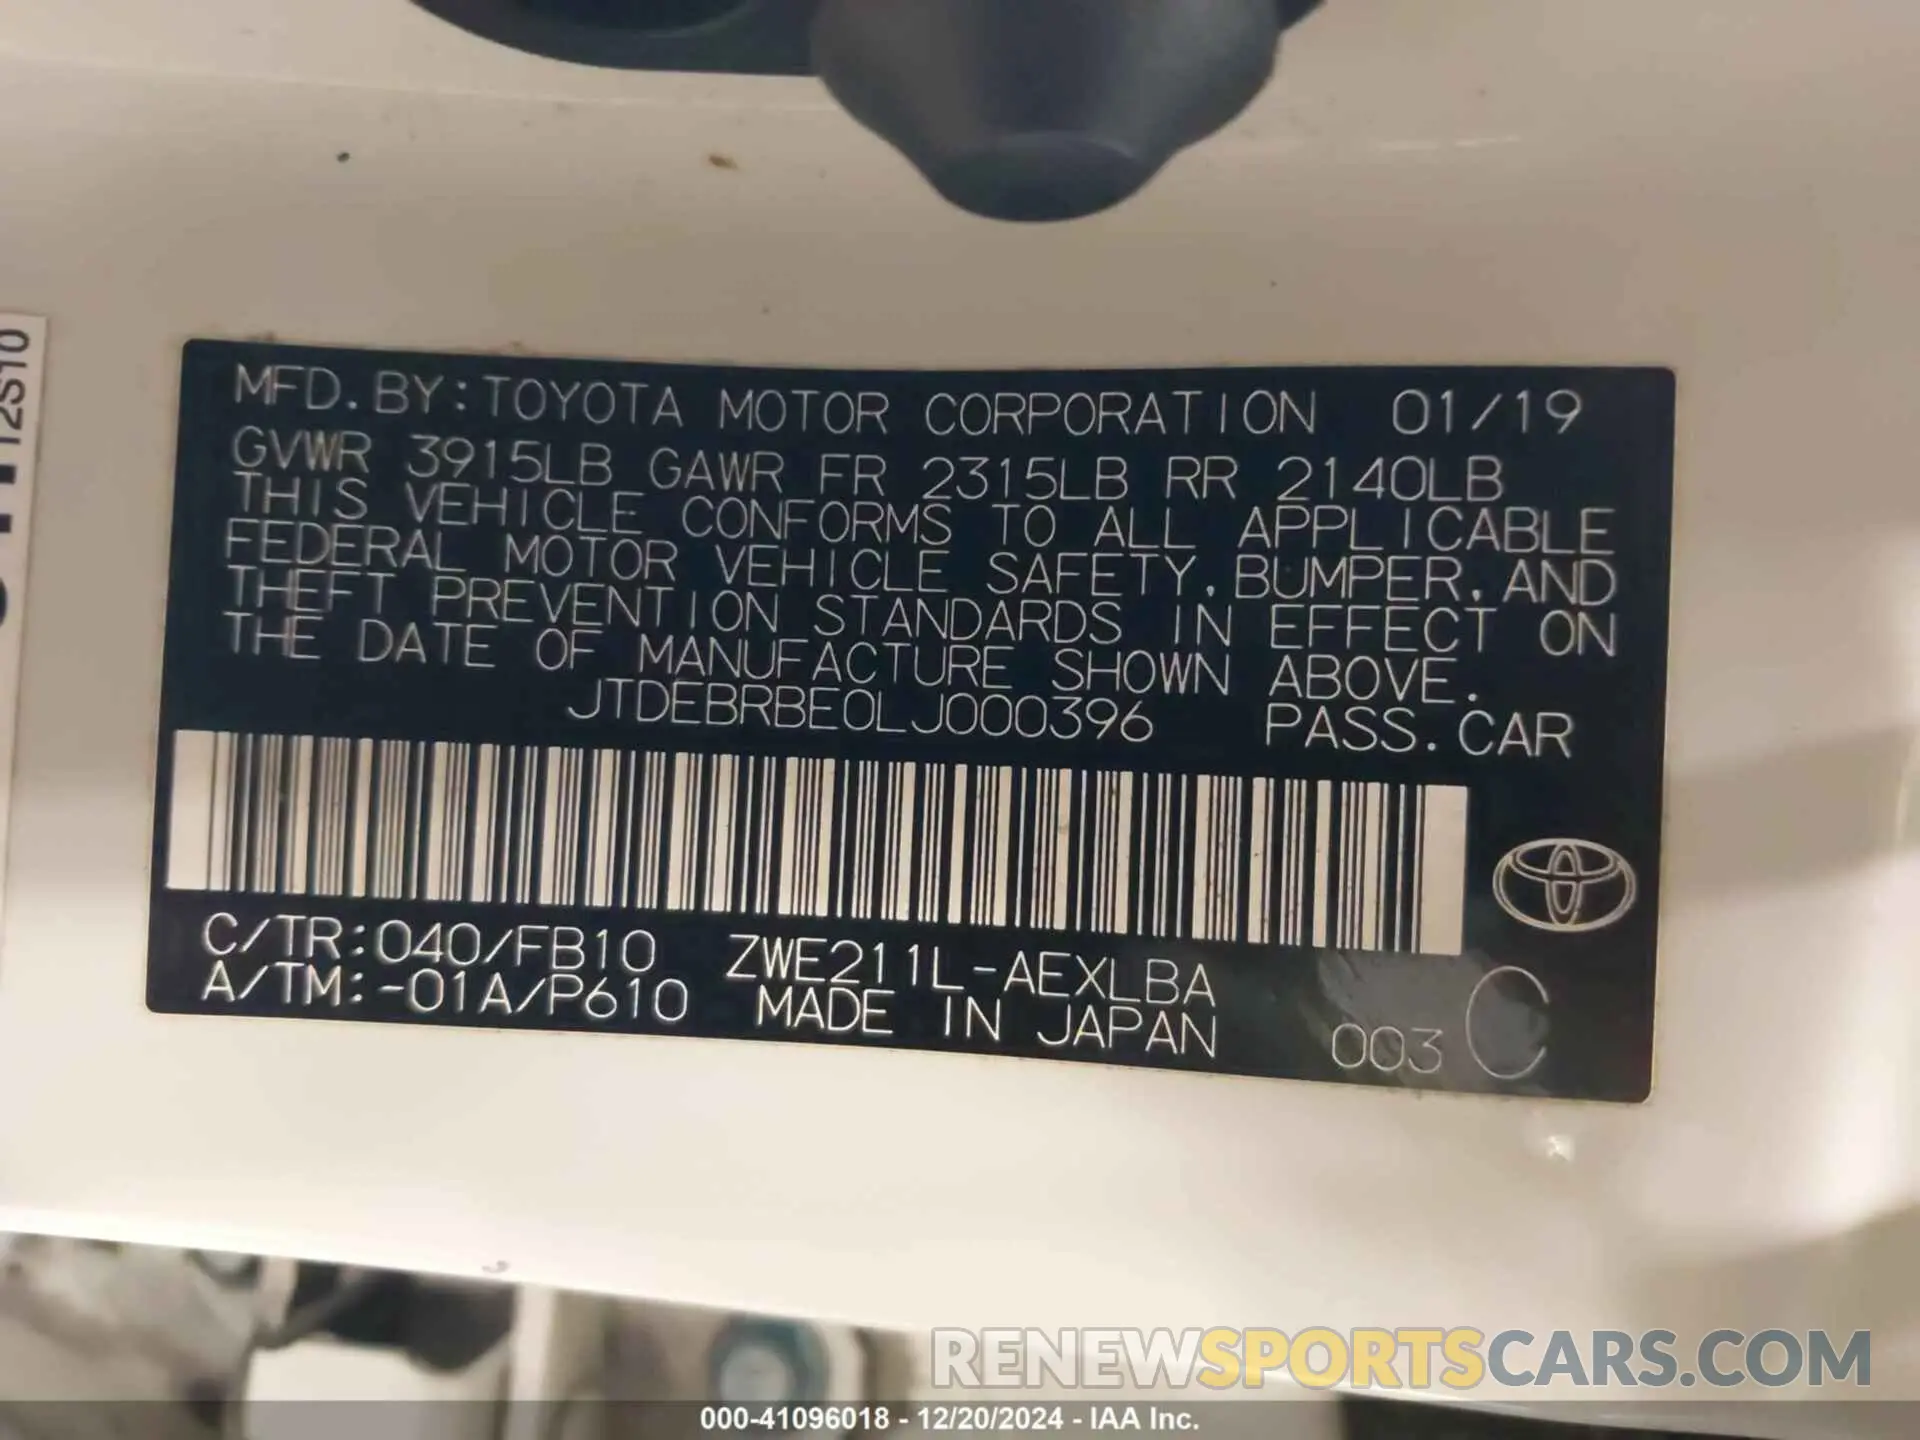 12S10
MFD.BY:TOYOTA MOTOR CORPORATION 01/19
GVWR 3915LB GAWR FR 2315LB RR 2140LB
THIS VEHICLE CONFORMS TO ALL APPLICABLE
FEDERAL MOTOR VEHICLE SAFETY,BUMPER,AND
THEFT PREVENTION STANDARDS IN EFFECT ON
THE DATE OF MANUFACTURE SHOWN ABOVE.
JTDEBRBE0LJ000396 PASS.CAR
C/TR:040/FB10 ZWE211L-AEXLBA
A/TM:-01A/P610 MADE IN JAPAN 003 C
RENEWSPORTSCARS.COM
000-41096018 - 12/20/2024 - IAA Inc.